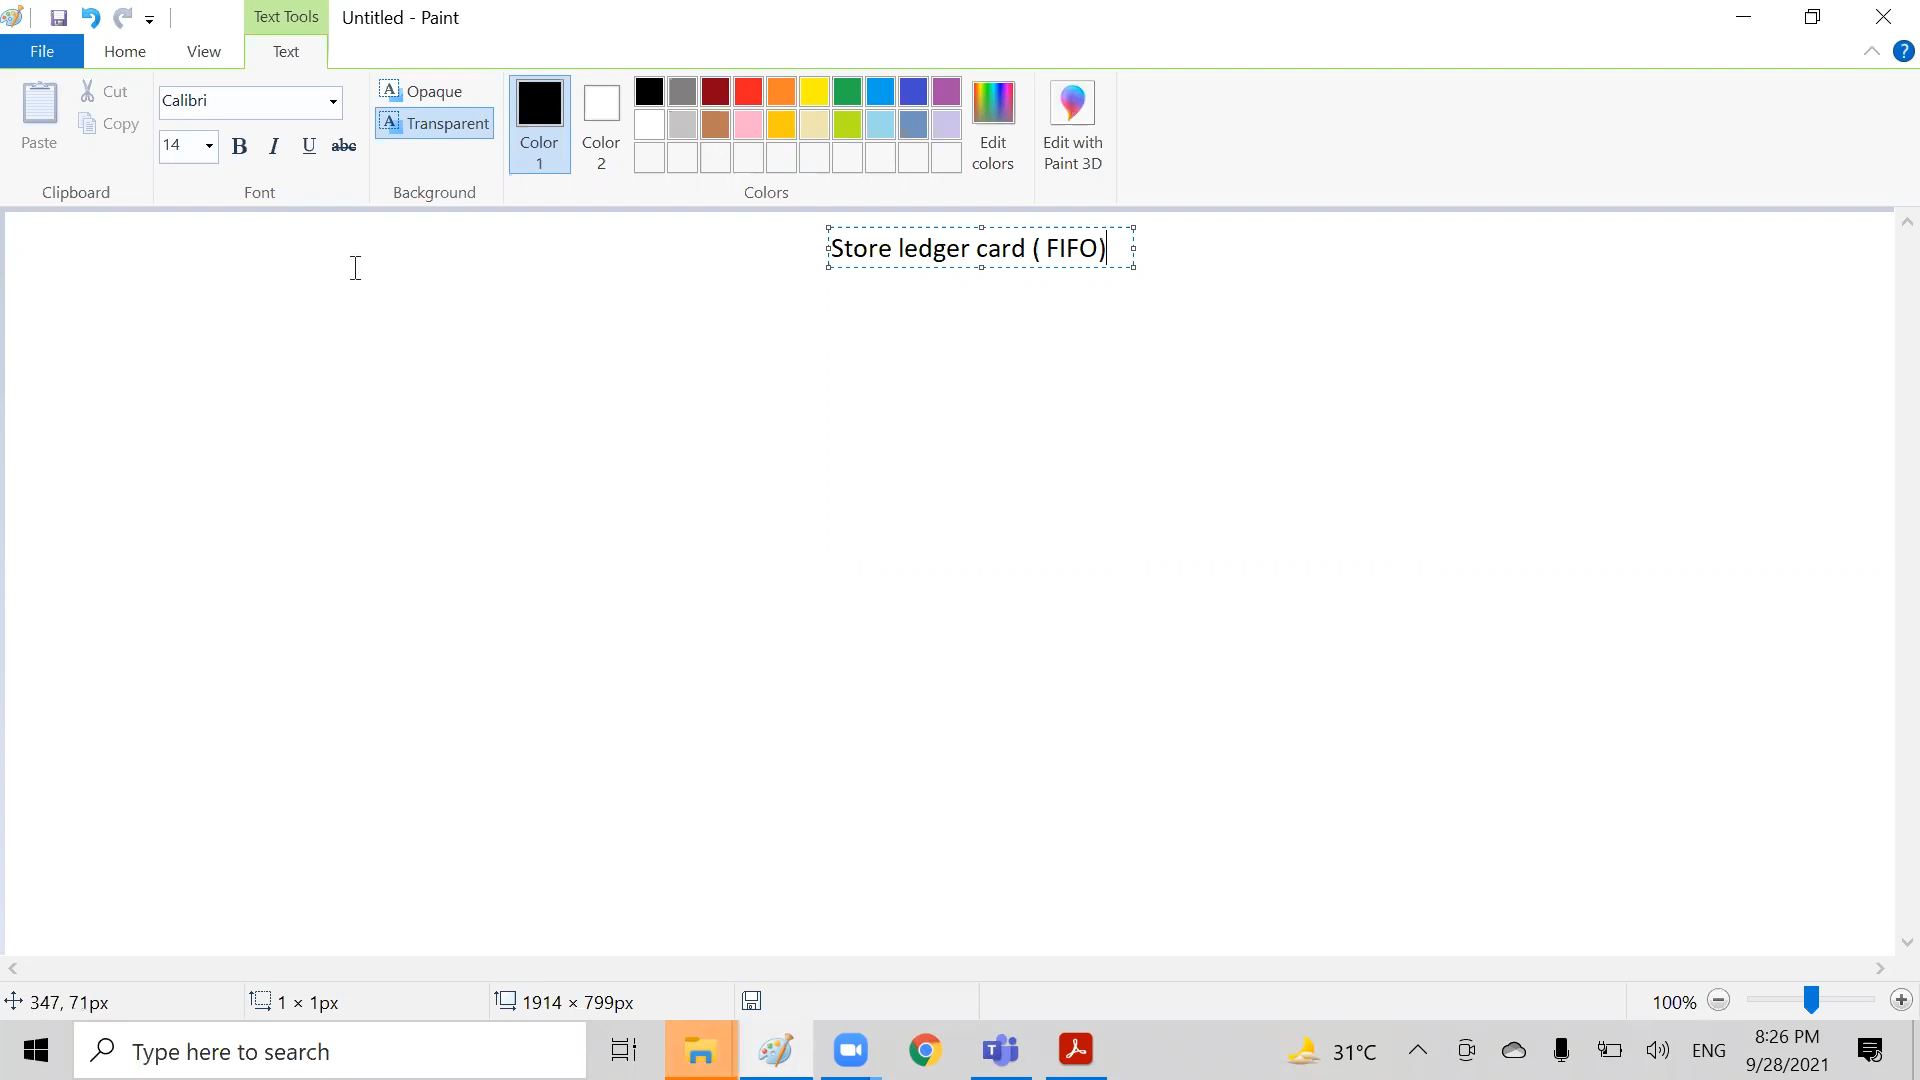 Text Tools
Untitled - Paint
File
Home
View
Text
Paste
Cut
Copy
Clipboard
Calibri
14
B I U abc
Font
Opaque
Transparent
Background
Color 1
Color 2
Colors
Edit colors
Edit with Paint 3D
Store ledger card ( FIFO)
347, 71px
1 × 1px
1914 × 799px
100%
Type here to search
31°C
ENG
8:26 PM
9/28/2021